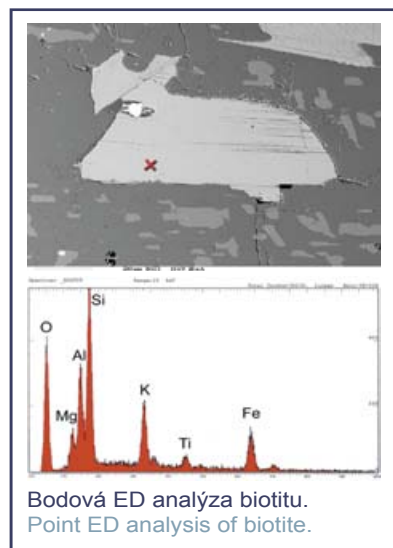 Si
O
Al
Mg
K
Ti
Fe
Bodová ED analýza biotitu.
Point ED analysis of biotite.